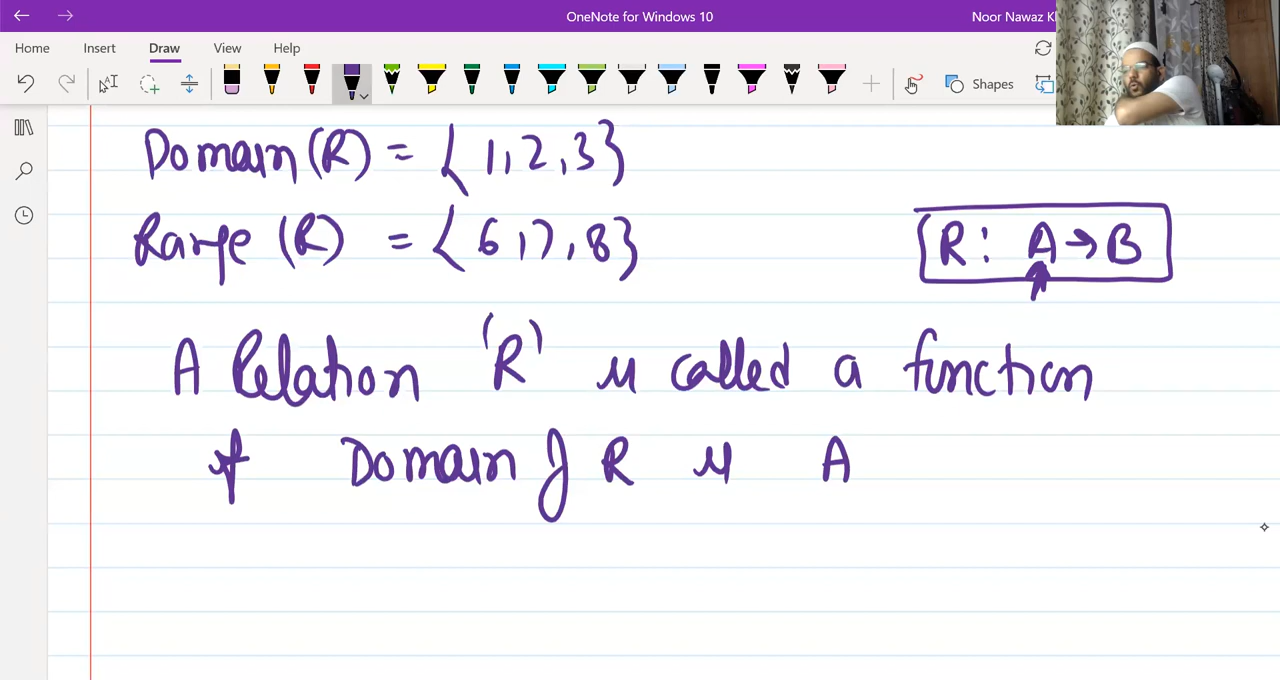 OneNote for Windows 10
Noor Nawaz Kh
Home Insert Draw View Help
Shapes
Domain (R) = { 1, 2, 3 }
Range (R) = { 6, 7, 8 }
R : A → B
A Relation 'R' is called a function
if Domain of R is A